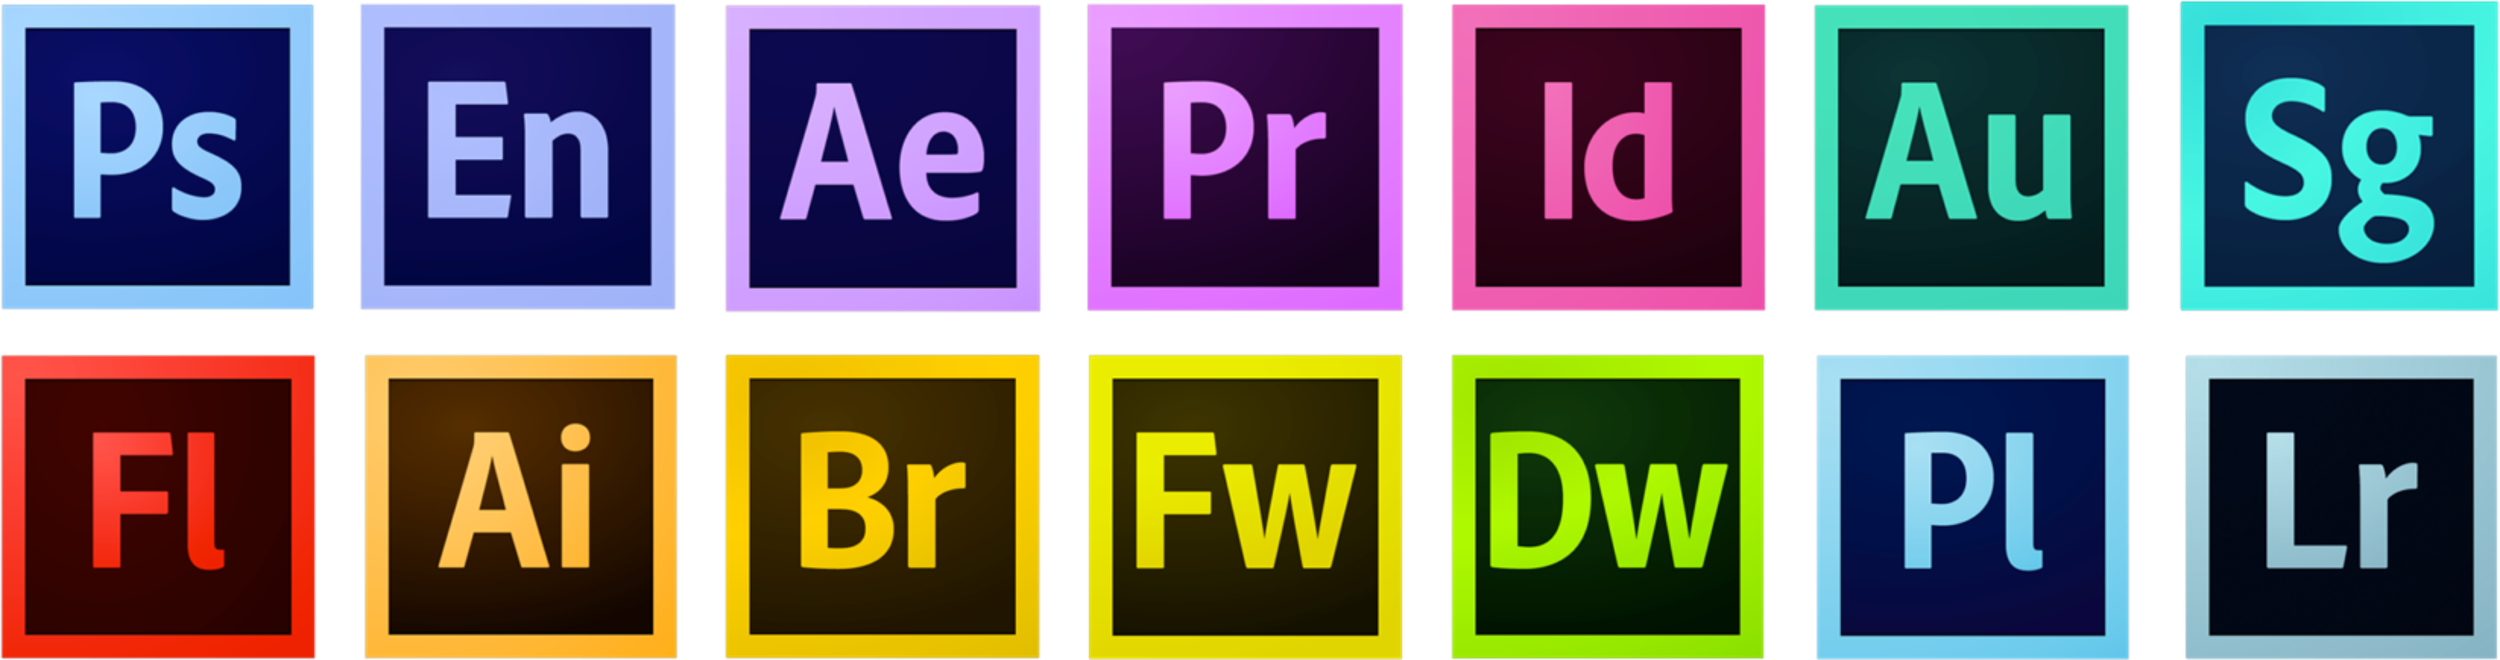 Ps En Ae Pr Id Au Sg
Fl Ai Br Fw Dw Pl Lr